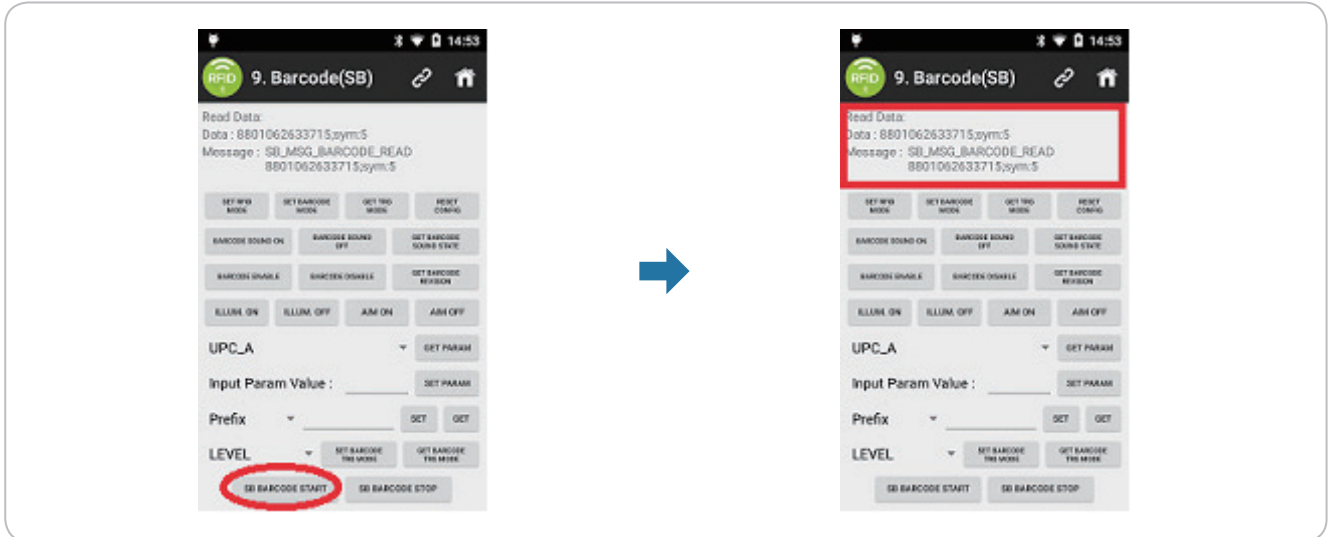 14:53
RFID
9. Barcode(SB)
Read Data:
Data : 8801062633715;sym:5
Message : SB_MSG_BARCODE_READ
8801062633715;sym:5
SET RFID MODE
SET BARCODE MODE
GET TRG MODE
RESET CONFIG
BARCODE SOUND ON
BARCODE SOUND OFF
GET BARCODE SOUND STATE
BARCODE ENABLE
BARCODE DISABLE
GET BARCODE REVISION
ILLUM. ON
ILLUM. OFF
AIM ON
AIM OFF
UPC_A
GET PARAM
Input Param Value :
SET PARAM
Prefix
SET
GET
LEVEL
SET BARCODE TRG MODE
GET BARCODE TRG MODE
SB BARCODE START
SB BARCODE STOP
14:53
RFID
9. Barcode(SB)
Read Data:
Data : 8801062633715;sym:5
Message : SB_MSG_BARCODE_READ
8801062633715;sym:5
SET RFID MODE
SET BARCODE MODE
GET TRG MODE
RESET CONFIG
BARCODE SOUND ON
BARCODE SOUND OFF
GET BARCODE SOUND STATE
BARCODE ENABLE
BARCODE DISABLE
GET BARCODE REVISION
ILLUM. ON
ILLUM. OFF
AIM ON
AIM OFF
UPC_A
GET PARAM
Input Param Value :
SET PARAM
Prefix
SET
GET
LEVEL
SET BARCODE TRG MODE
GET BARCODE TRG MODE
SB BARCODE START
SB BARCODE STOP